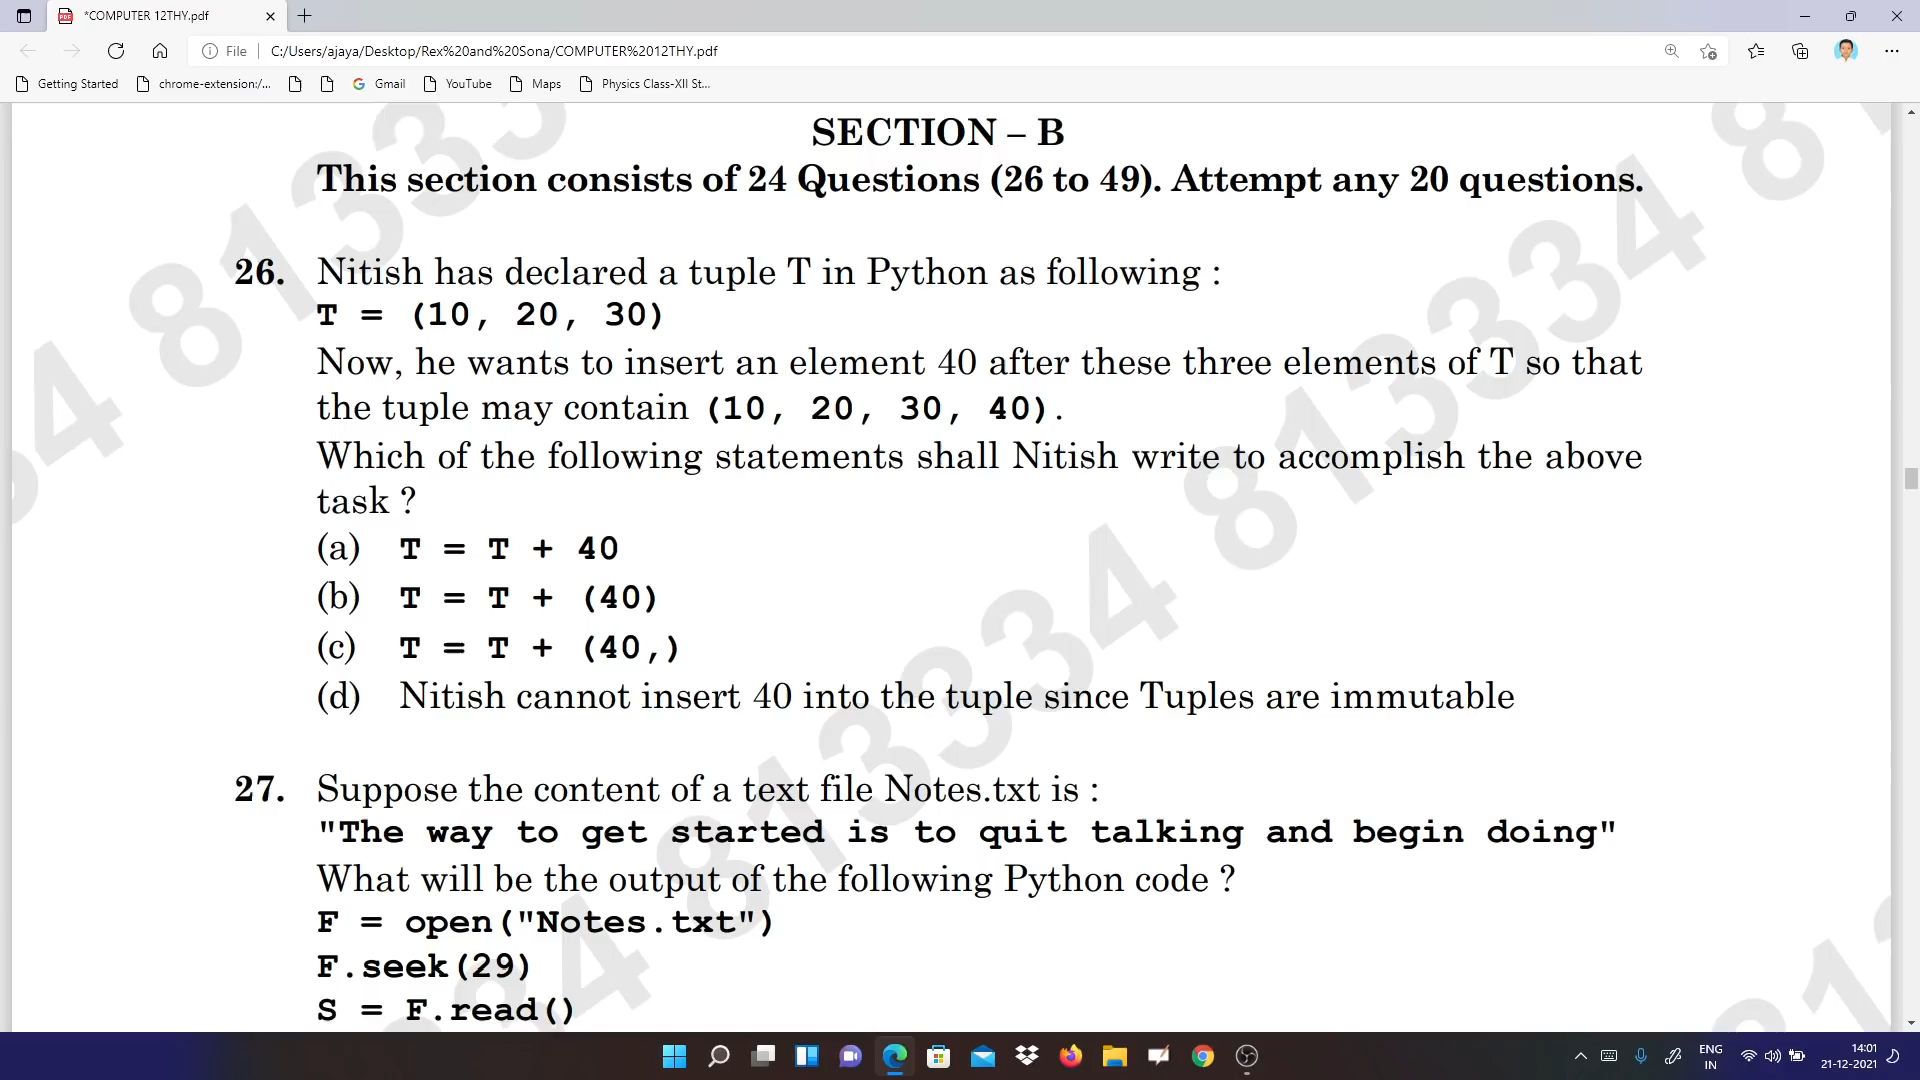 *COMPUTER 12THY.pdf
File | C:/Users/ajaya/Desktop/Rex%20and%20Sona/COMPUTER%2012THY.pdf
Getting Started chrome-extension:/... Gmail YouTube Maps Physics Class-XII St...
SECTION – B
This section consists of 24 Questions (26 to 49). Attempt any 20 questions.
26. Nitish has declared a tuple T in Python as following :
T = (10, 20, 30)
Now, he wants to insert an element 40 after these three elements of T so that
the tuple may contain (10, 20, 30, 40).
Which of the following statements shall Nitish write to accomplish the above
task ?
(a) T = T + 40
(b) T = T + (40)
(c) T = T + (40,)
(d) Nitish cannot insert 40 into the tuple since Tuples are immutable
27. Suppose the content of a text file Notes.txt is :
"The way to get started is to quit talking and begin doing"
What will be the output of the following Python code ?
F = open("Notes.txt")
F.seek(29)
S = F.read()
81334 81334 81334
ENG
IN
14:01
21-12-2021